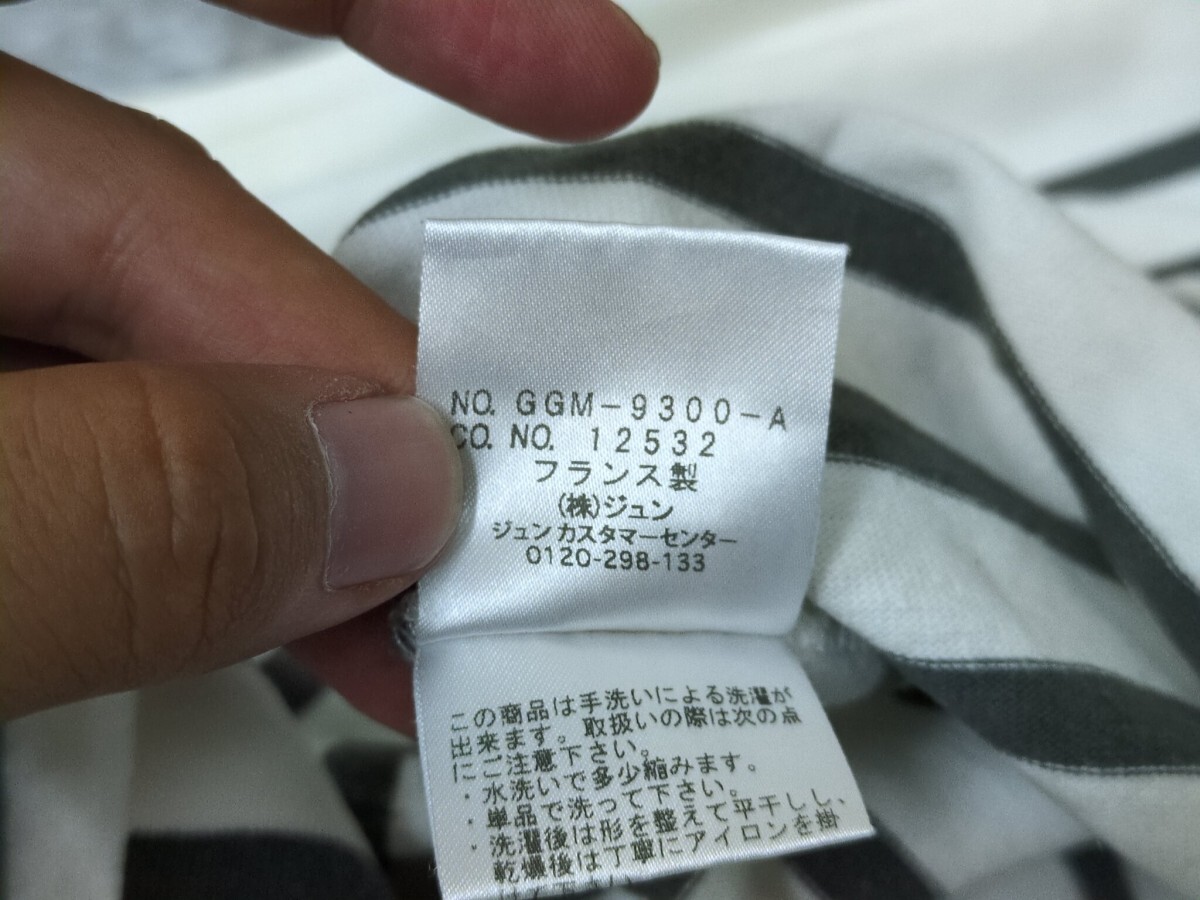 NO. GGM-9300-A
CO. NO. 12532
フランス製
(株)ジュン
ジュン カスタマーセンター
0120-298-133
この商品は手洗いによる洗濯が
出来ます。取扱いの際は次の点
にご注意下さい。
・水洗いで多少縮みます。
・単品で洗って下さい。
・洗濯後は形を整えて平干しし、
乾燥後は丁寧にアイロンを掛